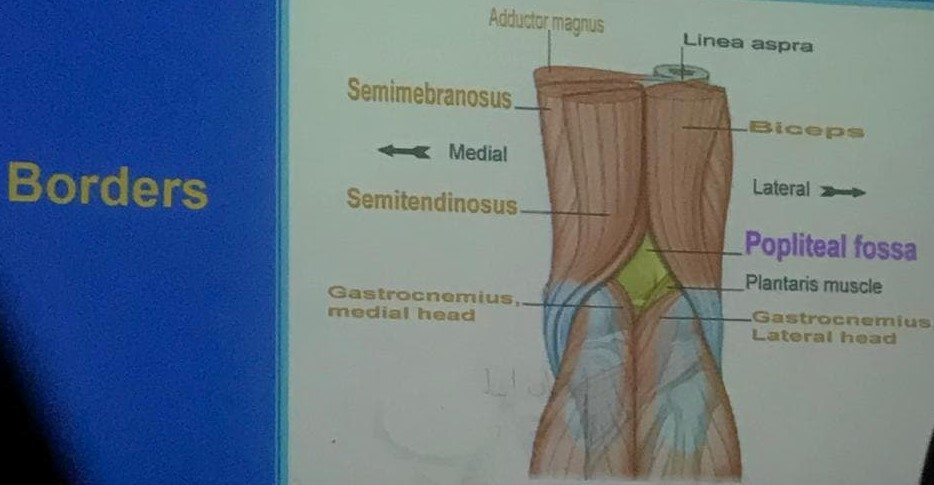 Borders
Adductor magnus
Linea aspra
Semimebranosus
Biceps
Medial
Lateral
Semitendinosus
Popliteal fossa
Plantaris muscle
Gastrocnemius,
medial head
Gastrocnemius
Lateral head